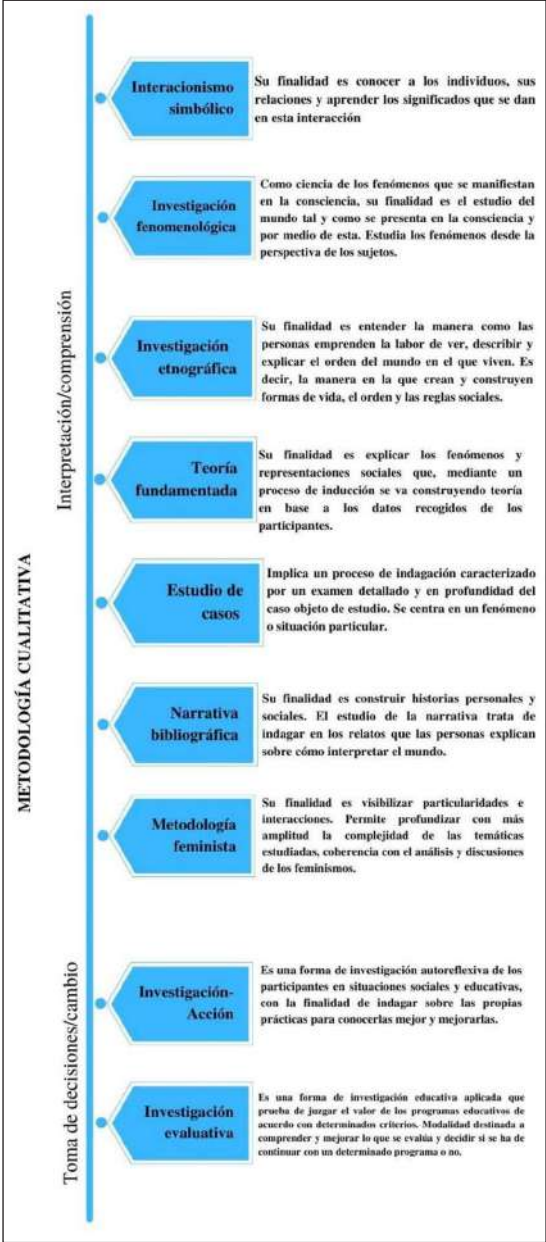 METODOLOGÍA CUALITATIVA
Interpretación/comprensión
Interacionismo
simbólico
Su finalidad es conocer a los individuos, sus
relaciones y aprender los significados que se dan
en esta interacción
Investigación
fenomenológica
Como ciencia de los fenómenos que se manifiestan
en la consciencia, su finalidad es el estudio del
mundo tal y como se presenta en la consciencia y
por medio de esta. Estudia los fenómenos desde la
perspectiva de los sujetos.
Investigación
etnográfica
Su finalidad es entender la manera como las
personas emprenden la labor de ver, describir y
explicar el orden del mundo en el que viven. Es
decir, la manera en la que crean y construyen
formas de vida, el orden y las reglas sociales.
Teoría
fundamentada
Su finalidad es explicar los fenómenos y
representaciones sociales que, mediante un
proceso de inducción se va construyendo teoría
en base a los datos recogidos de los
participantes.
Estudio de
casos
Implica un proceso de indagación caracterizado
por un examen detallado y en profundidad del
caso objeto de estudio. Se centra en un fenómeno
o situación particular.
Narrativa
bibliográfica
Su finalidad es construir historias personales y
sociales. El estudio de la narrativa trata de
indagar en los relatos que las personas explican
sobre cómo interpretar el mundo.
Metodología
feminista
Su finalidad es visibilizar particularidades e
interacciones. Permite profundizar con más
amplitud la complejidad de las temáticas
estudiadas, coherencia con el análisis y discusiones
de los feminismos.
Toma de decisiones/cambio
Investigación-
Acción
Es una forma de investigación autoreflexiva de los
participantes en situaciones sociales y educativas,
con la finalidad de indagar sobre las propias
prácticas para conocerlas mejor y mejorarlas.
Investigación
evaluativa
Es una forma de investigación educativa aplicada que
prueba de juzgar el valor de los programas educativos de
acuerdo con determinados criterios. Modalidad destinada a
comprender y mejorar lo que se evalúa y decidir si se ha de
continuar con un determinado programa o no.